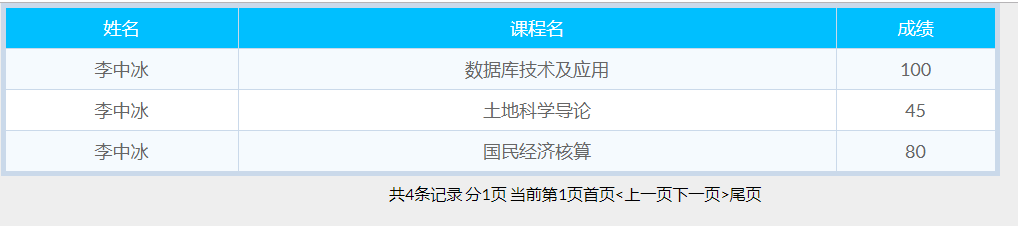 姓名 课程名 成绩
李中冰 数据库技术及应用 100
李中冰 土地科学导论 45
李中冰 国民经济核算 80
共4条记录 分1页 当前第1页首页<上一页下一页>尾页